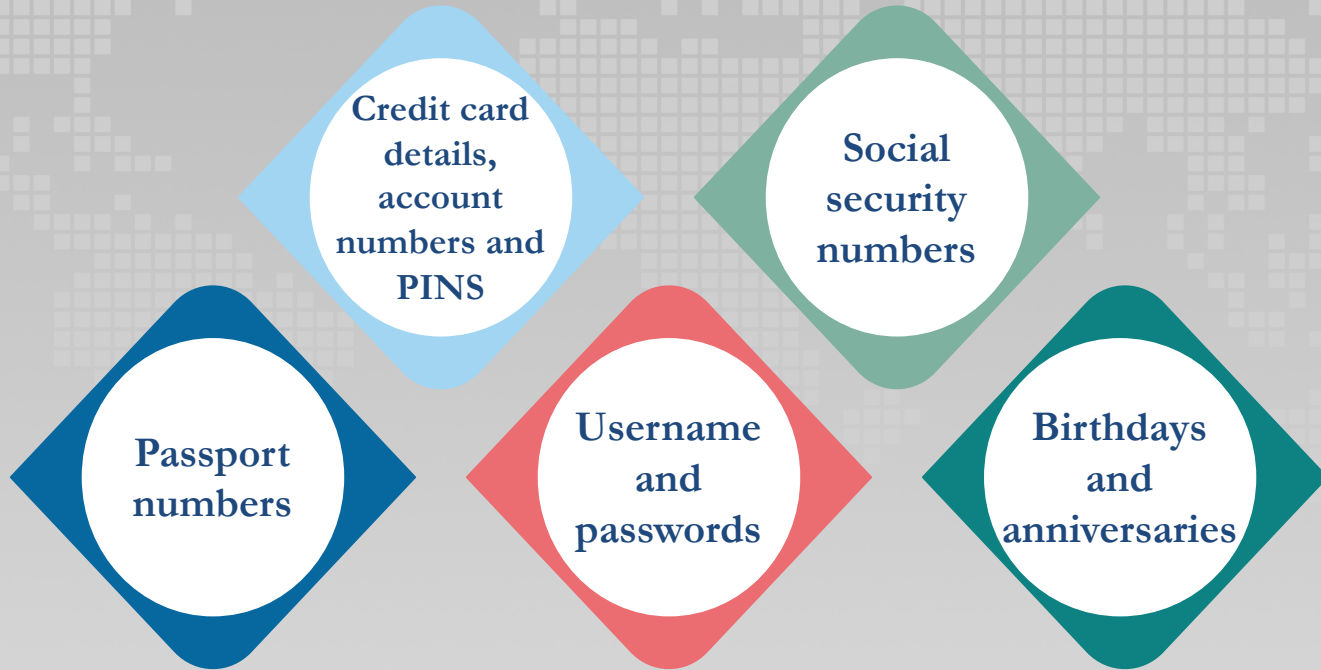 Credit card
details,
account
numbers and
PINS
Social
security
numbers
Passport
numbers
Username
and
passwords
Birthdays
and
anniversaries